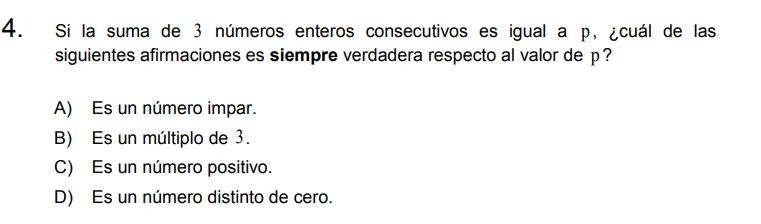 4. Si la suma de 3 números enteros consecutivos es igual a p, ¿cuál de las
siguientes afirmaciones es siempre verdadera respecto al valor de p?
A) Es un número impar.
B) Es un múltiplo de 3.
C) Es un número positivo.
D) Es un número distinto de cero.